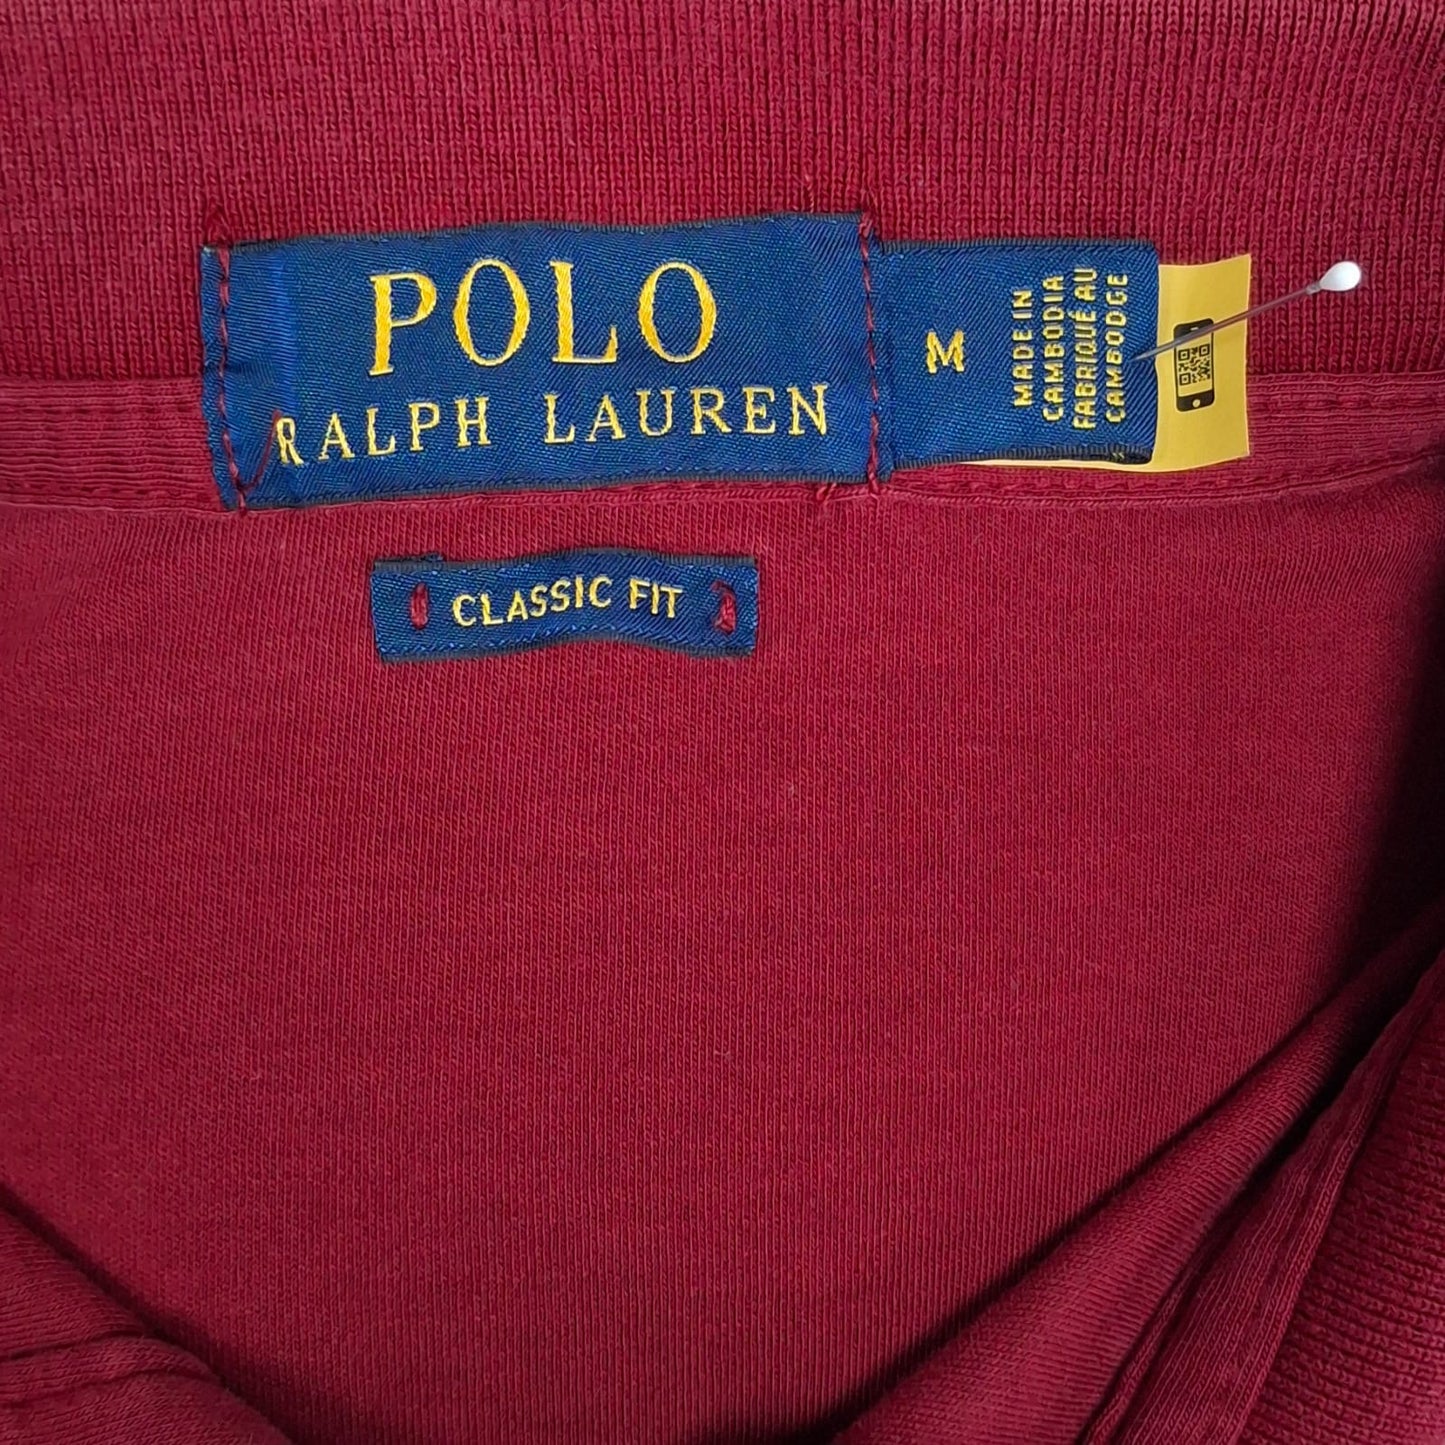 POLO
RALPH LAUREN
M
MADE IN
CAMBODIA
FABRIQUÉ AU
CAMBODGE
CLASSIC FIT